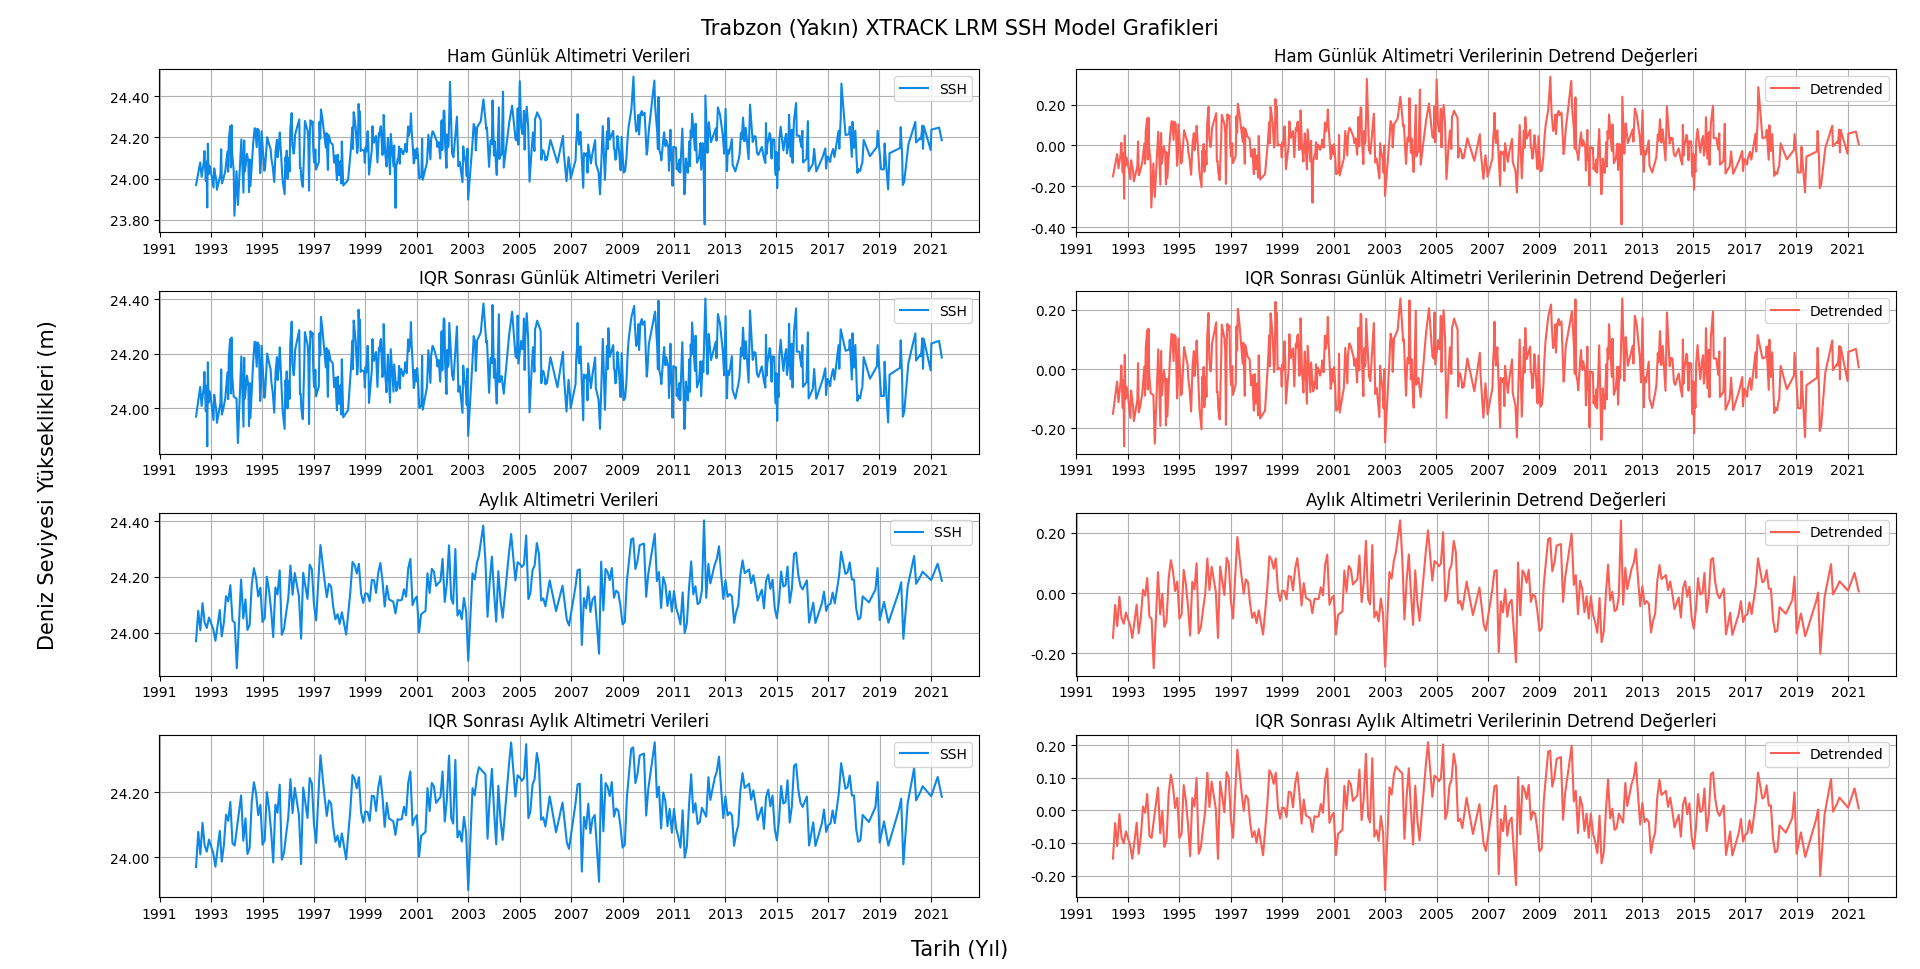 Trabzon (Yakın) XTRACK LRM SSH Model Grafikleri
Ham Günlük Altimetri Verileri
SSH
24.40
24.20
24.00
23.80
1991 1993 1995 1997 1999 2001 2003 2005 2007 2009 2011 2013 2015 2017 2019 2021
Ham Günlük Altimetri Verilerinin Detrend Değerleri
Detrended
0.20
0.00
-0.20
-0.40
1991 1993 1995 1997 1999 2001 2003 2005 2007 2009 2011 2013 2015 2017 2019 2021
IQR Sonrası Günlük Altimetri Verileri
SSH
24.40
24.20
24.00
1991 1993 1995 1997 1999 2001 2003 2005 2007 2009 2011 2013 2015 2017 2019 2021
IQR Sonrası Günlük Altimetri Verilerinin Detrend Değerleri
Detrended
0.20
0.00
-0.20
1991 1993 1995 1997 1999 2001 2003 2005 2007 2009 2011 2013 2015 2017 2019 2021
Aylık Altimetri Verileri
SSH
24.40
24.20
24.00
1991 1993 1995 1997 1999 2001 2003 2005 2007 2009 2011 2013 2015 2017 2019 2021
Aylık Altimetri Verilerinin Detrend Değerleri
Detrended
0.20
0.00
-0.20
1991 1993 1995 1997 1999 2001 2003 2005 2007 2009 2011 2013 2015 2017 2019 2021
IQR Sonrası Aylık Altimetri Verileri
SSH
24.20
24.00
1991 1993 1995 1997 1999 2001 2003 2005 2007 2009 2011 2013 2015 2017 2019 2021
IQR Sonrası Aylık Altimetri Verilerinin Detrend Değerleri
Detrended
0.20
0.10
0.00
-0.10
-0.20
1991 1993 1995 1997 1999 2001 2003 2005 2007 2009 2011 2013 2015 2017 2019 2021
Deniz Seviyesi Yükseklikleri (m)
Tarih (Yıl)